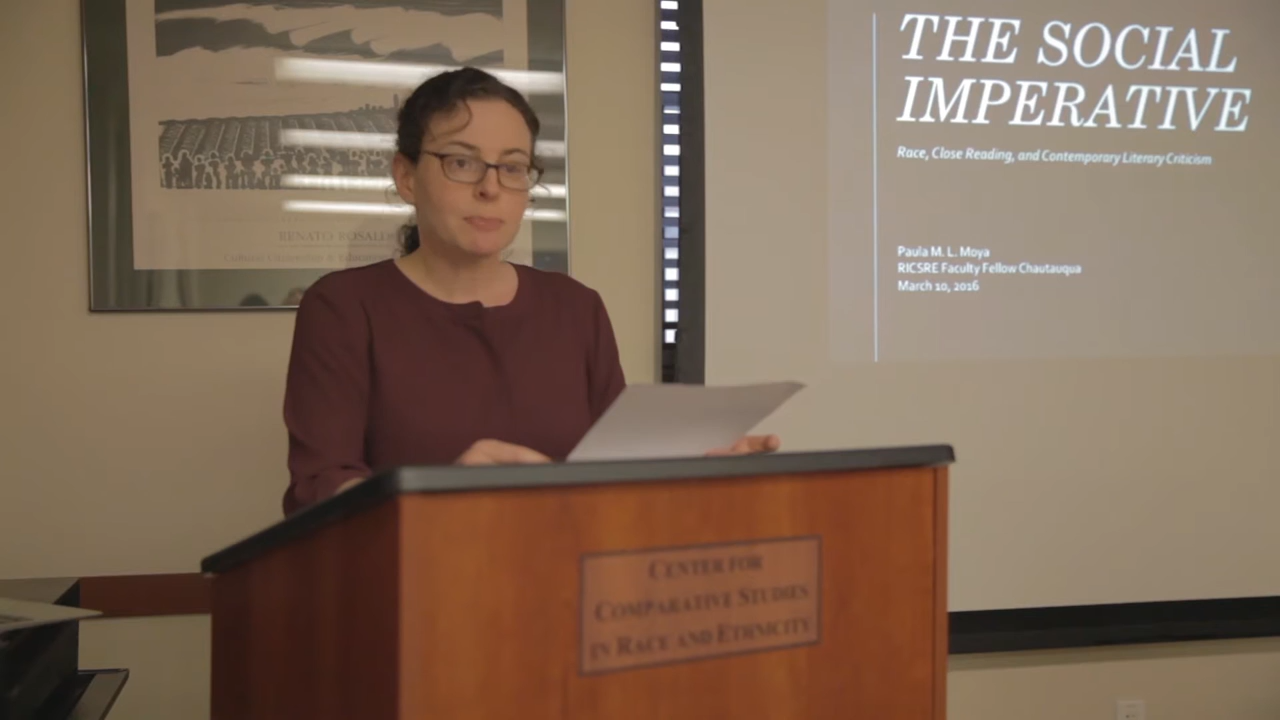 THE SOCIAL
IMPERATIVE
Race, Close Reading, and Contemporary Literary Criticism
Paula M. L. Moya
RICSRE Faculty Fellow Chautauqua
March 10, 2016
RENATO ROSALDO
CENTER FOR
COMPARATIVE STUDIES
IN RACE AND ETHNICITY